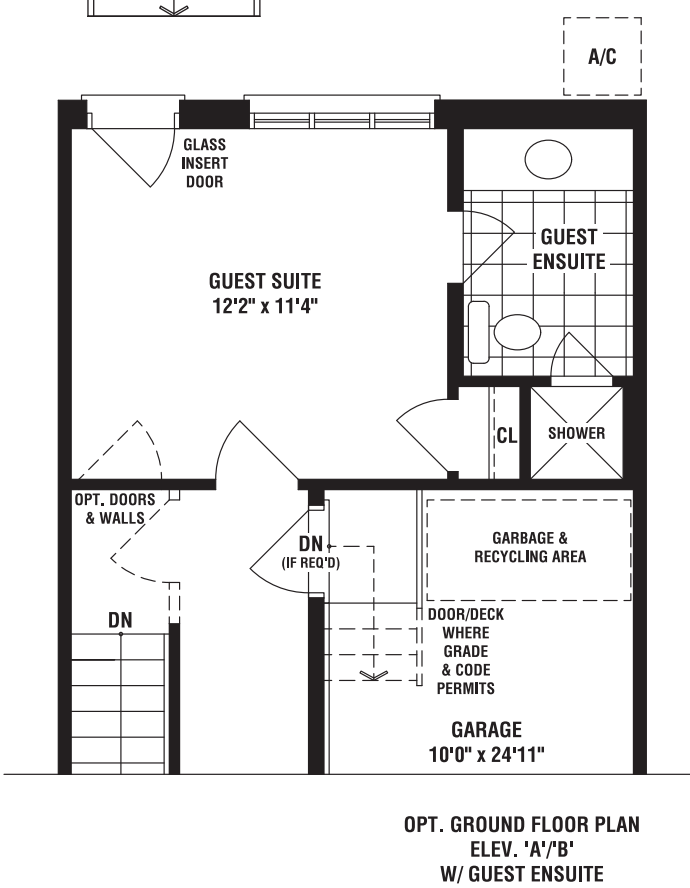 A/C
GLASS
INSERT
DOOR
GUEST
ENSUITE
GUEST SUITE
12'2" x 11'4"
CL
SHOWER
OPT. DOORS
& WALLS
DN
(IF REQ'D)
GARBAGE &
RECYCLING AREA
DN
DOOR/DECK
WHERE
GRADE
& CODE
PERMITS
GARAGE
10'0" x 24'11"
OPT. GROUND FLOOR PLAN
ELEV. 'A'/'B'
W/ GUEST ENSUITE